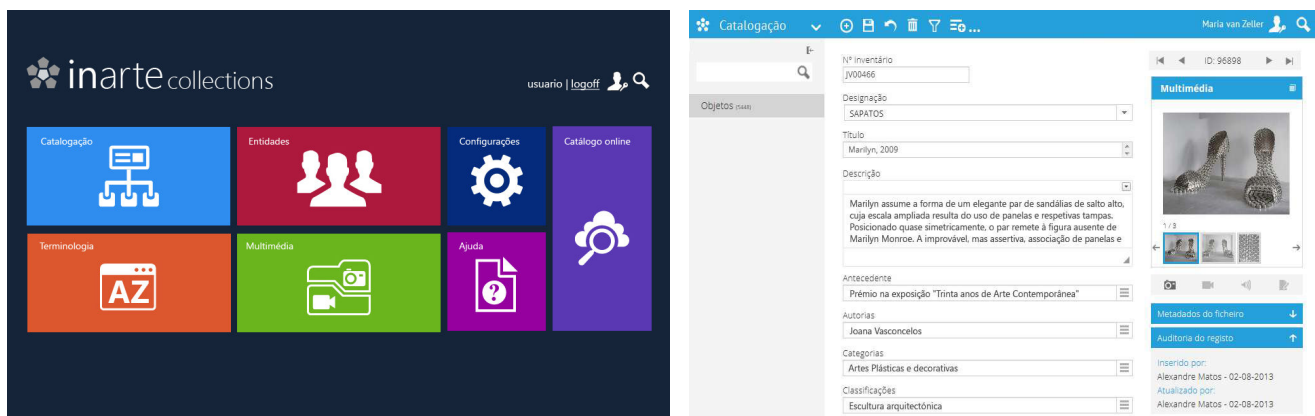 inarte collections
usuario | logoff
Catalogação
Entidades
Configurações
Catálogo online
Terminologia
Multimédia
Ajuda
AZ
?
Catalogação
...
Maria van Zeller
Objetos (5448)
Nº Inventário
JV00466
Designação
SAPATOS
Título
Marilyn, 2009
Descrição
Marilyn assume a forma de um elegante par de sandálias de salto alto,
cuja escala ampliada resulta do uso de panelas e respetivas tampas.
Posicionado quase simetricamente, o par remete à figura ausente de
Marilyn Monroe. A improvável, mas assertiva, associação de panelas e
Antecedente
Prémio na exposição "Trinta anos de Arte Contemporânea"
Autorias
Joana Vasconcelos
Categorias
Artes Plásticas e decorativas
Classificações
Escultura arquitectónica
ID: 96898
Multimédia
1 / 3
Metadados do ficheiro
Auditoria do registo
Inserido por:
Alexandre Matos - 02-08-2013
Atualizado por:
Alexandre Matos - 02-08-2013